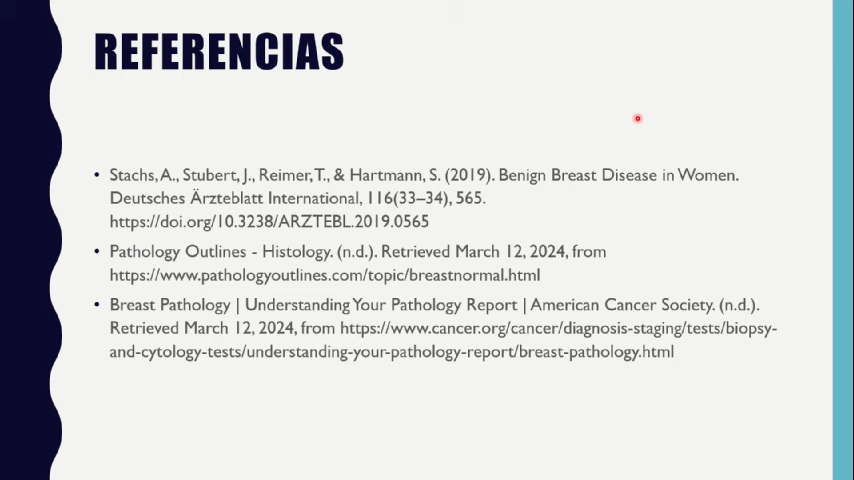 REFERENCIAS
• Stachs, A., Stubert, J., Reimer, T., & Hartmann, S. (2019). Benign Breast Disease in Women.
Deutsches Ärzteblatt International, 116(33–34), 565.
https://doi.org/10.3238/ARZTEBL.2019.0565
• Pathology Outlines - Histology. (n.d.). Retrieved March 12, 2024, from
https://www.pathologyoutlines.com/topic/breastnormal.html
• Breast Pathology | Understanding Your Pathology Report | American Cancer Society. (n.d.).
Retrieved March 12, 2024, from https://www.cancer.org/cancer/diagnosis-staging/tests/biopsy-
and-cytology-tests/understanding-your-pathology-report/breast-pathology.html